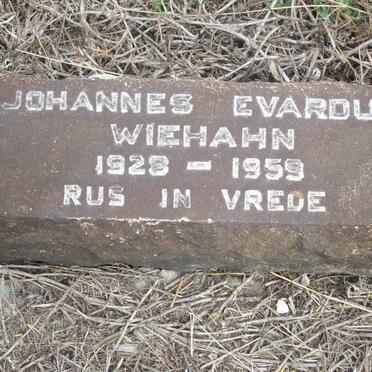 JOHANNES EVARDU
WIEHAHN
1928 - 1959
RUS IN VREDE